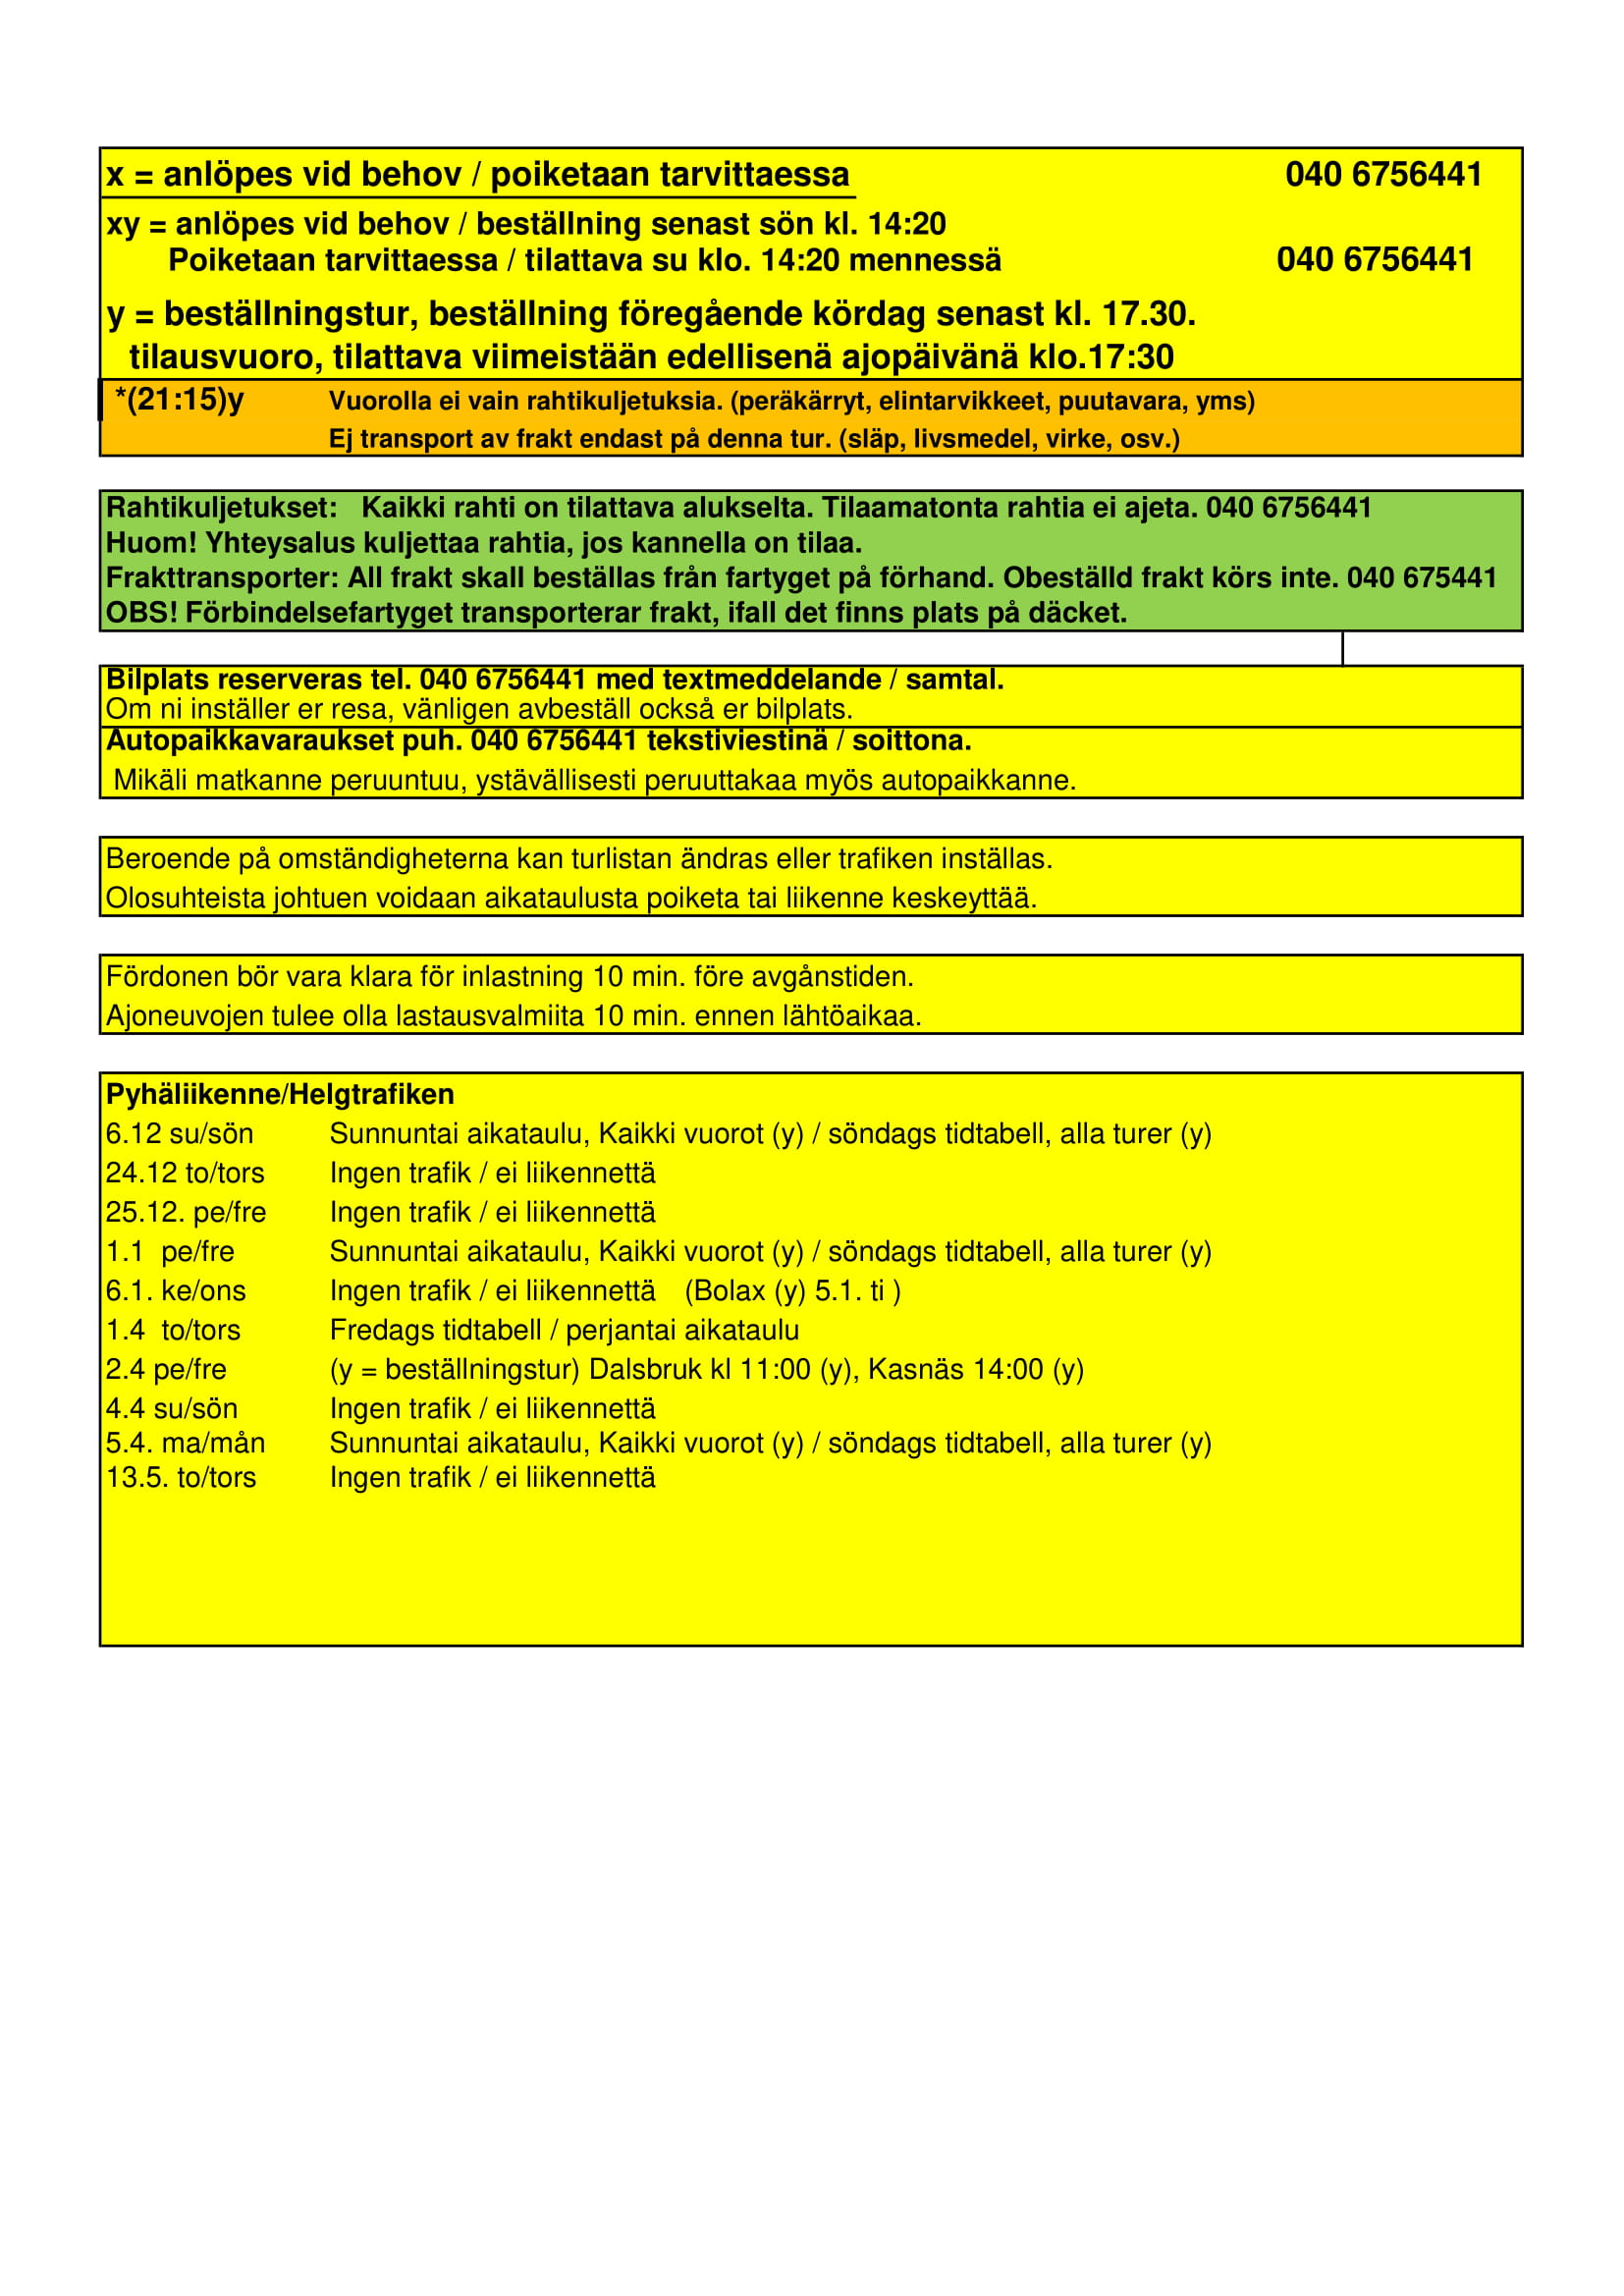 x = anlöpes vid behov / poiketaan tarvittaessa 040 6756441
xy = anlöpes vid behov / beställning senast sön kl. 14:20
Poiketaan tarvittaessa / tilattava su klo. 14:20 mennessä 040 6756441
y = beställningstur, beställning föregående kördag senast kl. 17.30.
tilausvuoro, tilattava viimeistään edellisenä ajopäivänä klo.17:30
*(21:15)y Vuorolla ei vain rahtikuljetuksia. (peräkärryt, elintarvikkeet, puutavara, yms)
Ej transport av frakt endast på denna tur. (släp, livsmedel, virke, osv.)
Rahtikuljetukset: Kaikki rahti on tilattava alukselta. Tilaamatonta rahtia ei ajeta. 040 6756441
Huom! Yhteysalus kuljettaa rahtia, jos kannella on tilaa.
Frakttransporter: All frakt skall beställas från fartyget på förhand. Obeställd frakt körs inte. 040 675441
OBS! Förbindelsefartyget transporterar frakt, ifall det finns plats på däcket.
Bilplats reserveras tel. 040 6756441 med textmeddelande / samtal.
Om ni inställer er resa, vänligen avbeställ också er bilplats.
Autopaikkavaraukset puh. 040 6756441 tekstiviestinä / soittona.
Mikäli matkanne peruuntuu, ystävällisesti peruuttakaa myös autopaikkanne.
Beroende på omständigheterna kan turlistan ändras eller trafiken inställas.
Olosuhteista johtuen voidaan aikataulusta poiketa tai liikenne keskeyttää.
Fördonen bör vara klara för inlastning 10 min. före avgånstiden.
Ajoneuvojen tulee olla lastausvalmiita 10 min. ennen lähtöaikaa.
Pyhäliikenne/Helgtrafiken
6.12 su/sön Sunnuntai aikataulu, Kaikki vuorot (y) / söndags tidtabell, alla turer (y)
24.12 to/tors Ingen trafik / ei liikennettä
25.12. pe/fre Ingen trafik / ei liikennettä
1.1 pe/fre Sunnuntai aikataulu, Kaikki vuorot (y) / söndags tidtabell, alla turer (y)
6.1. ke/ons Ingen trafik / ei liikennettä (Bolax (y) 5.1. ti )
1.4 to/tors Fredags tidtabell / perjantai aikataulu
2.4 pe/fre (y = beställningstur) Dalsbruk kl 11:00 (y), Kasnäs 14:00 (y)
4.4 su/sön Ingen trafik / ei liikennettä
5.4. ma/mån Sunnuntai aikataulu, Kaikki vuorot (y) / söndags tidtabell, alla turer (y)
13.5. to/tors Ingen trafik / ei liikennettä